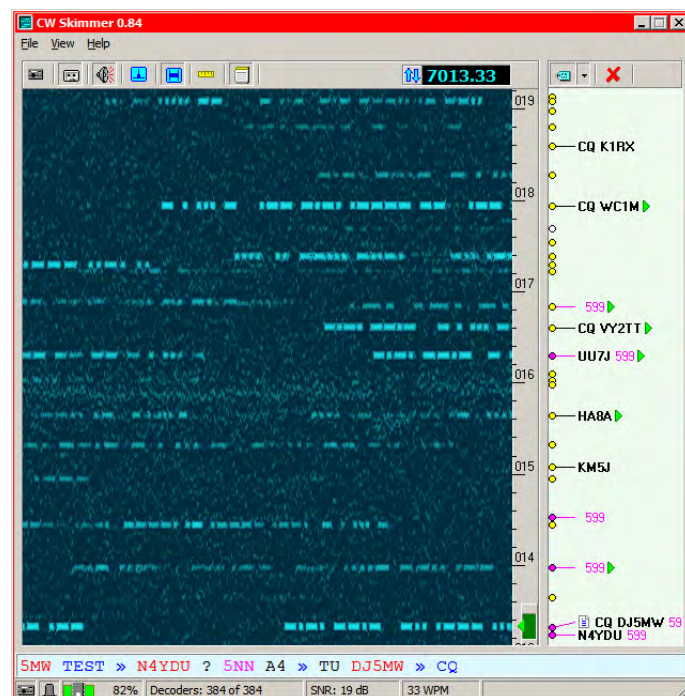 CW Skimmer 0.84
File View Help
7013.33
019
CQ K1RX
018
CQ WC1M
017
599
CQ VY2TT
UU7J 599
016
HA8A
015
KM5J
599
014
599
CQ DJ5MW 59
N4YDU 599
5MW TEST » N4YDU ? 5NN A4 » TU DJ5MW » CQ
82% Decoders: 384 of 384 SNR: 19 dB 33 WPM